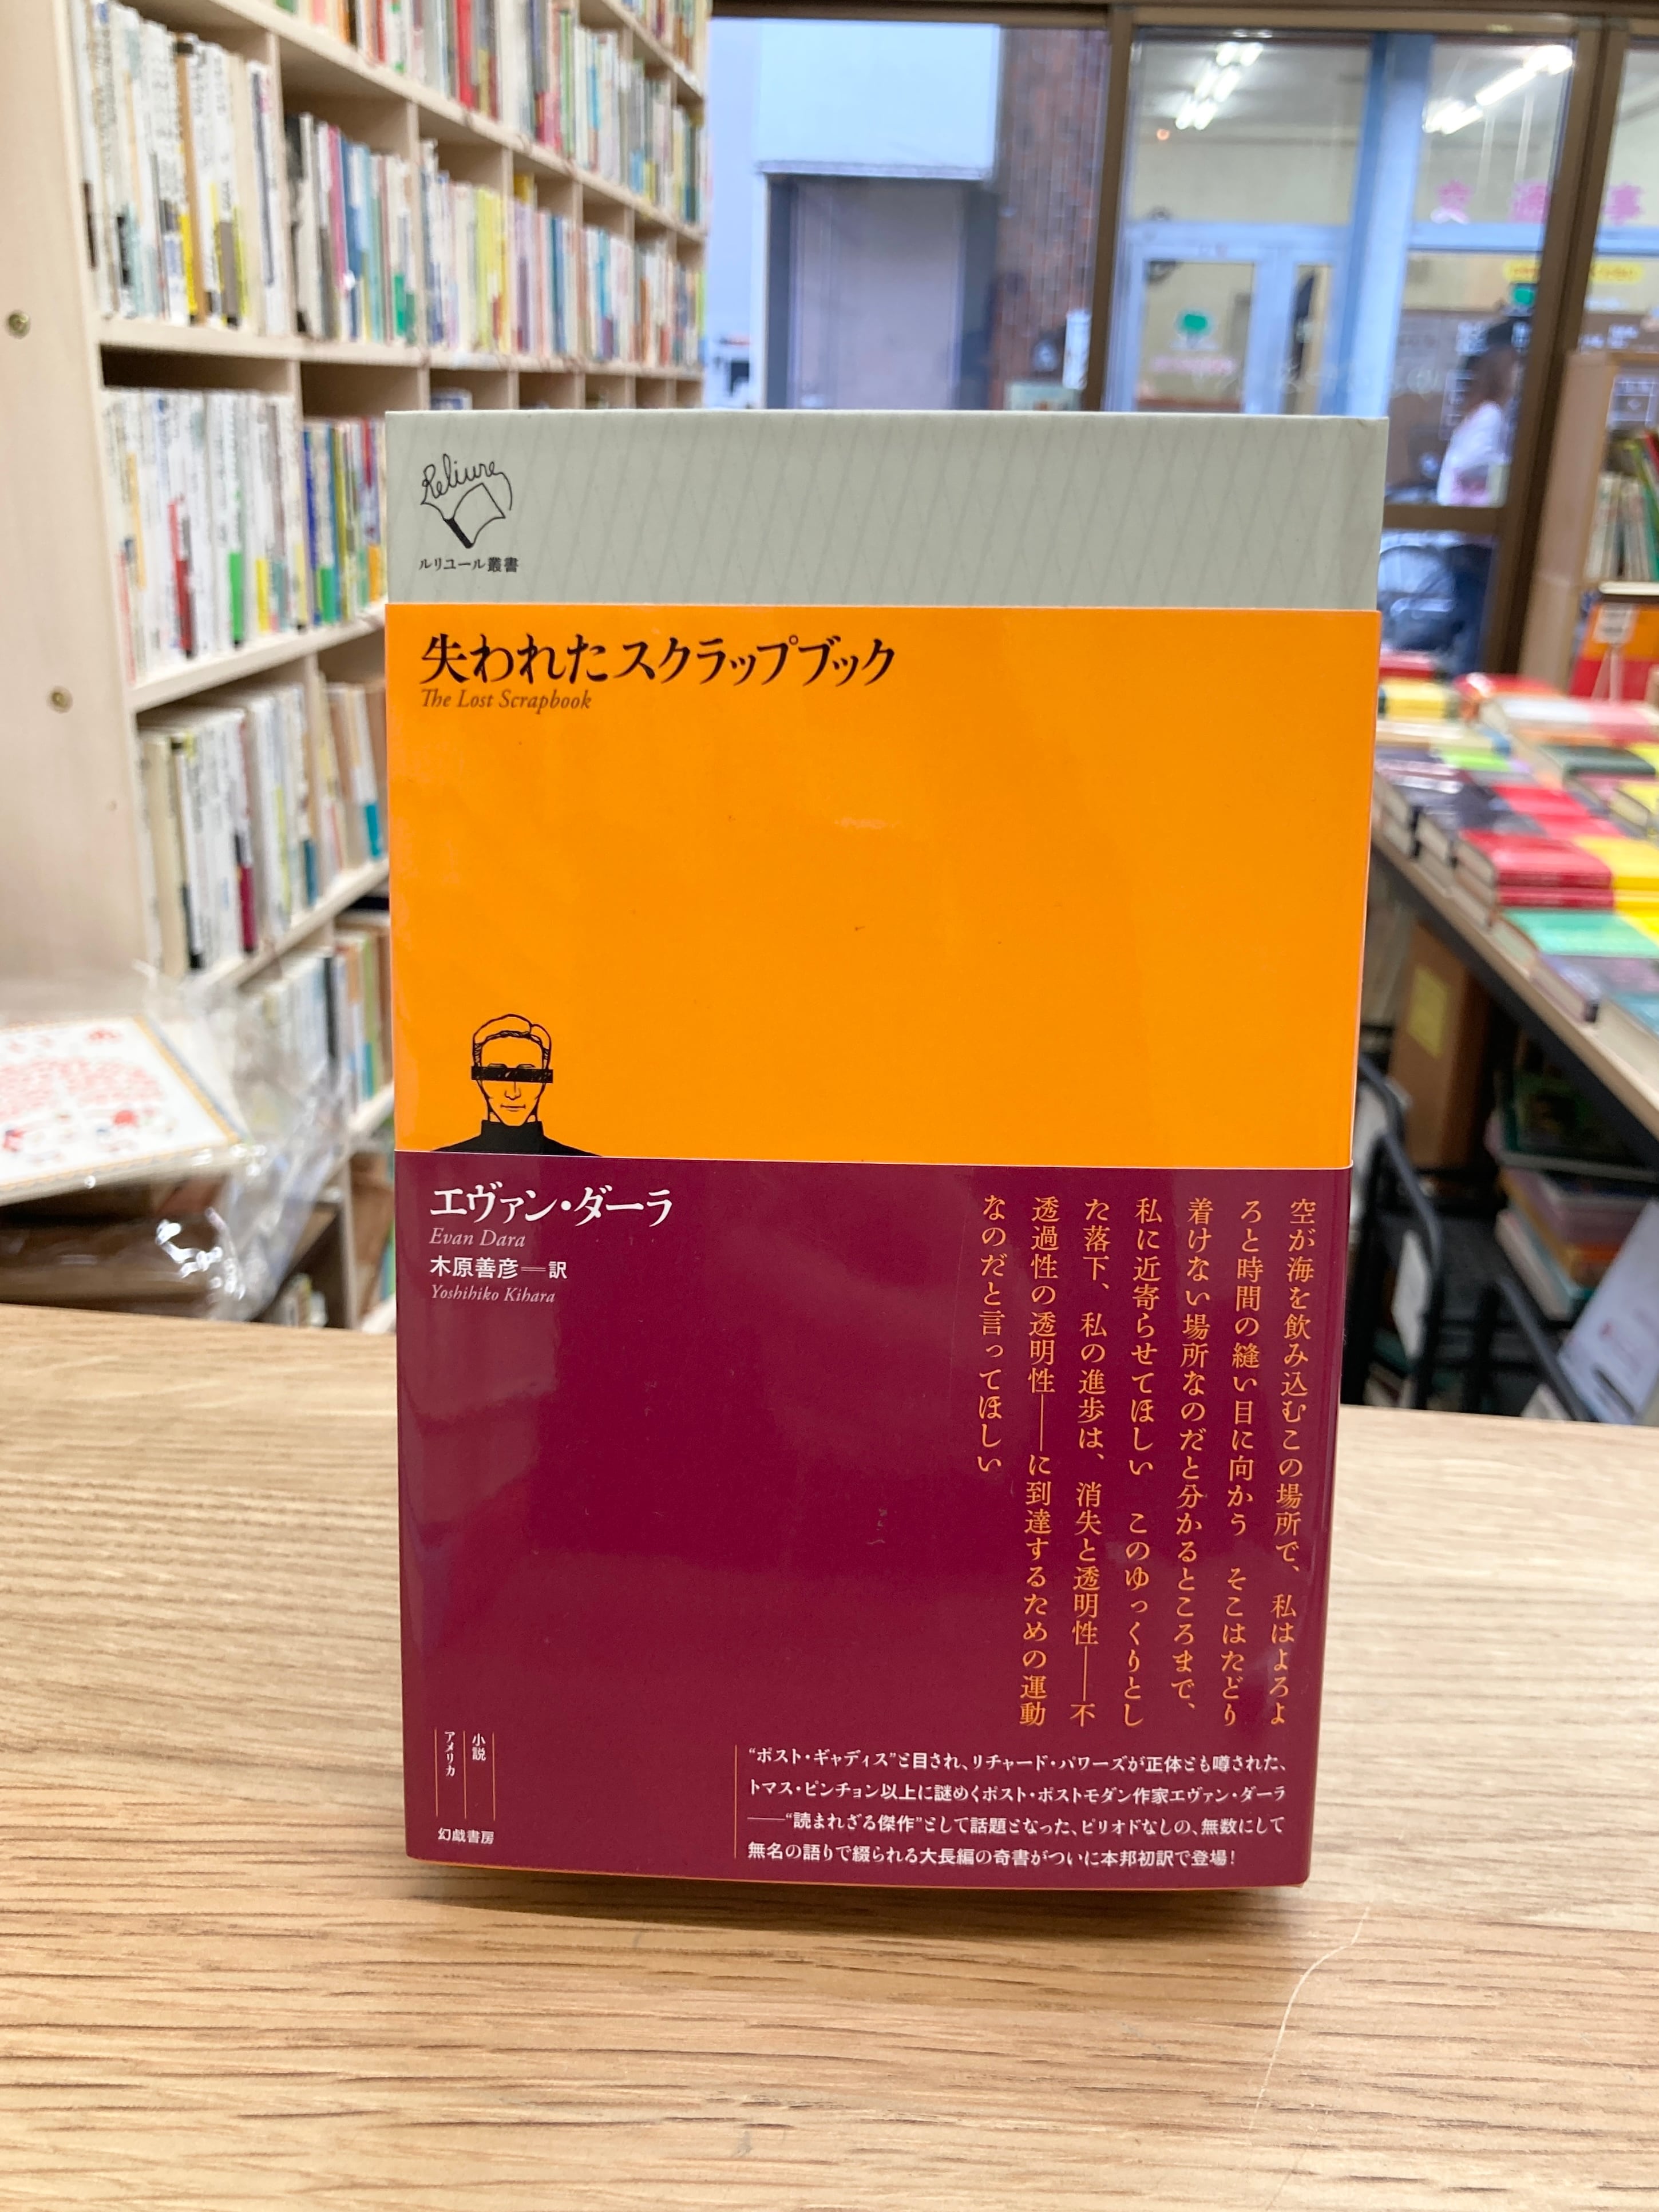 Reliure
ルリユール叢書
失われたスクラップブック
The Lost Scrapbook
エヴァン・ダーラ
Evan Dara
木原善彦──訳
Yoshihiko Kihara
空が海を飲み込むこの場所で、私はよろよ
ろと時間の縫い目に向かう　そこはたどり
着けない場所なのだと分かるところまで、
私に近寄らせてほしい　このゆっくりとし
た落下、私の進歩は、消失と透明性──不
透過性の透明性──に到達するための運動
なのだと言ってほしい
小説
アメリカ
幻戯書房
“ポスト・ギャディス”と目され、リチャード・パワーズが正体とも噂された、
トマス・ピンチョン以上に謎めくポスト・ポストモダン作家エヴァン・ダーラ
──“読まれざる傑作”として話題となった、ピリオドなしの、無数にして
無名の語りで綴られる大長編の奇書がついに本邦初訳で登場！